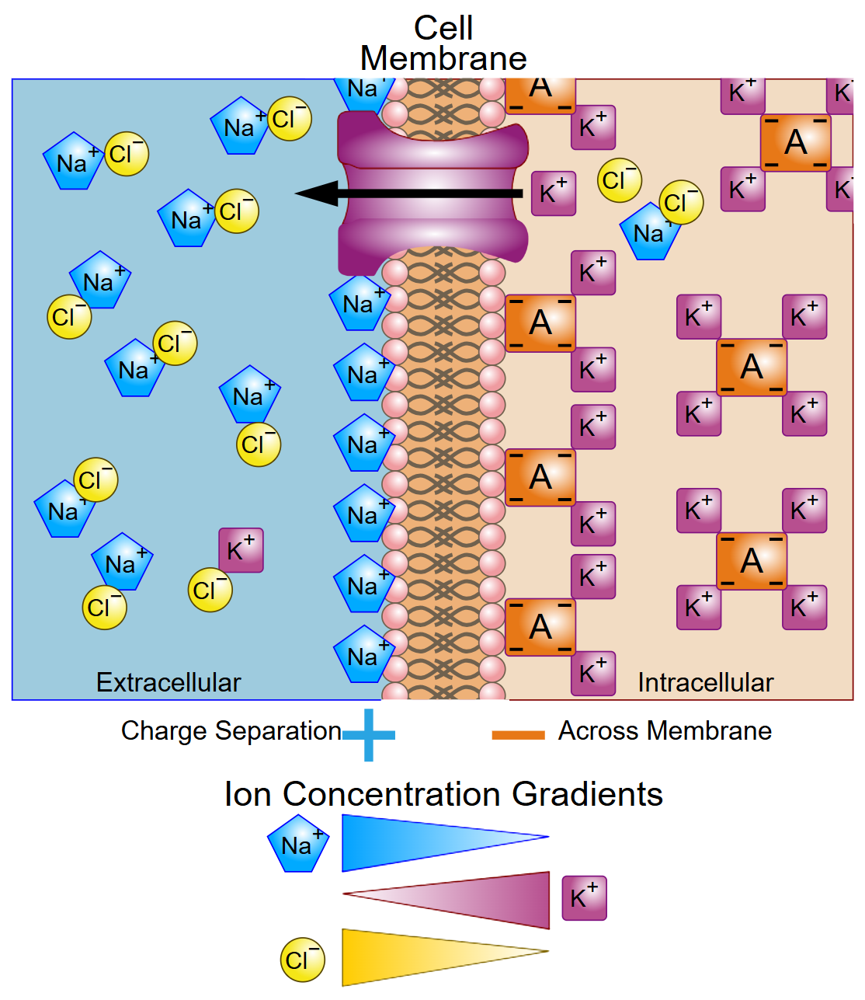 Cell
Membrane
Na+
A
K+
K+
K
Na+ Cl−
K+
Na+ Cl−
A
Cl−
K+
K+
K
Na+ Cl−
Cl−
Na+
Na+
K+
Cl−
Na+
A
K+
K+
Cl−
Na+
K+
A
Na+
Na+
K+
K+
K+
Cl−
Na+
K+
Cl−
A
Na+
Na+
K+
K+
K+
K+
Cl−
Na+
K+
A
Na+
K+
Cl−
K+
K+
A
Na+
K+
Extracellular
Intracellular
Charge Separation
Across Membrane
Ion Concentration Gradients
Na+
K+
Cl−